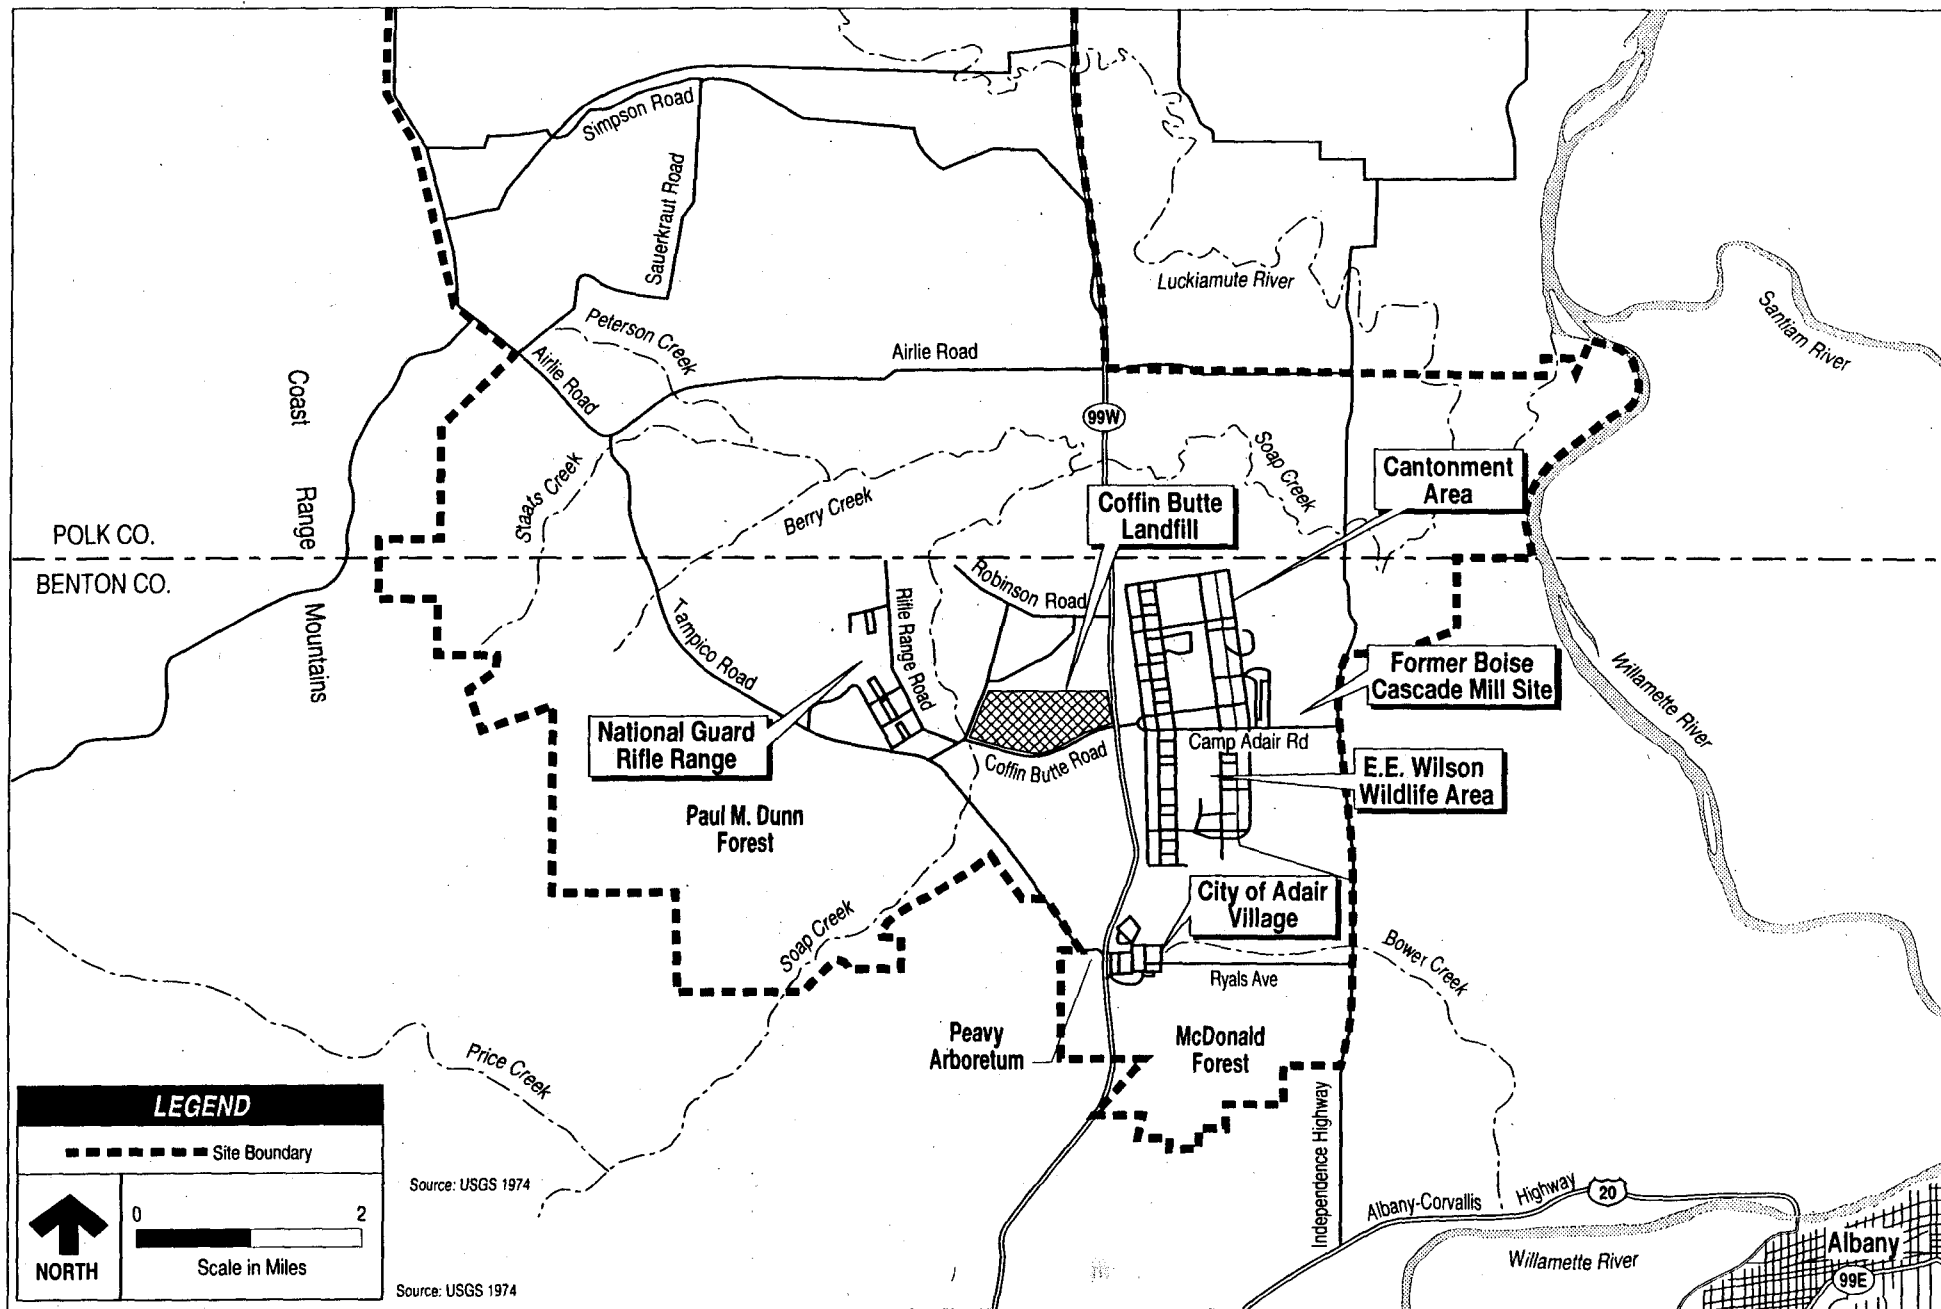 Simpson Road
Sauerkraut Road
Luckiamute River
Santiam River
Peterson Creek
Airlie Road
Airlie Road
99W
Coast Range Mountains
Staats Creek
Berry Creek
Soap Creek
Cantonment
Area
Coffin Butte
Landfill
POLK CO.
BENTON CO.
Robinson Road
Rifle Range Road
Tampico Road
Former Boise
Cascade Mill Site
Willamette River
National Guard
Rifle Range
Coffin Butte Road
Camp Adair Rd
E.E. Wilson
Wildlife Area
Paul M. Dunn
Forest
City of Adair
Village
Soap Creek
Bower Creek
Ryals Ave
Peavy
Arboretum
McDonald
Forest
Price Creek
Independence Highway
LEGEND
Site Boundary
Source: USGS 1974
0 2
Scale in Miles
NORTH
Source: USGS 1974
Albany-Corvallis Highway
20
Willamette River
Albany
99E